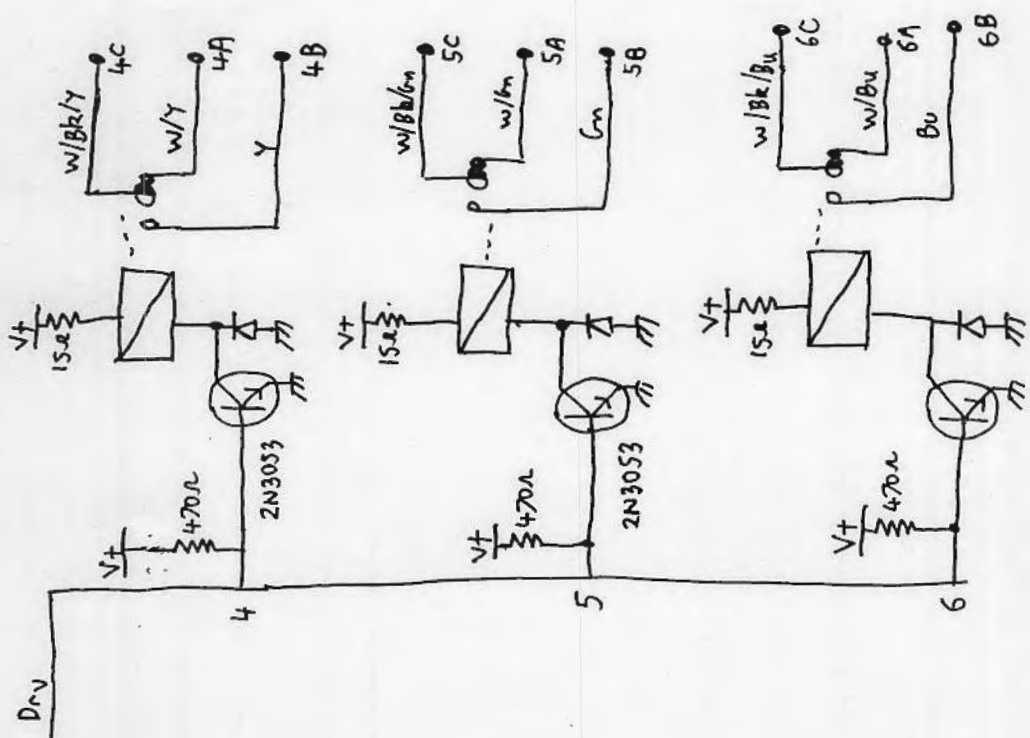 4C
4A
4B
W/Bk/Y
W/Y
Y
V+
15Ω
2N3053
V+
470Ω
4
5C
5A
5B
W/Bk/Gn
W/Gn
Gn
V+
15Ω
2N3053
V+
470Ω
5
6C
6A
6B
W/Bk/Bu
W/Bu
Bu
V+
15Ω
V+
470Ω
6
Drv